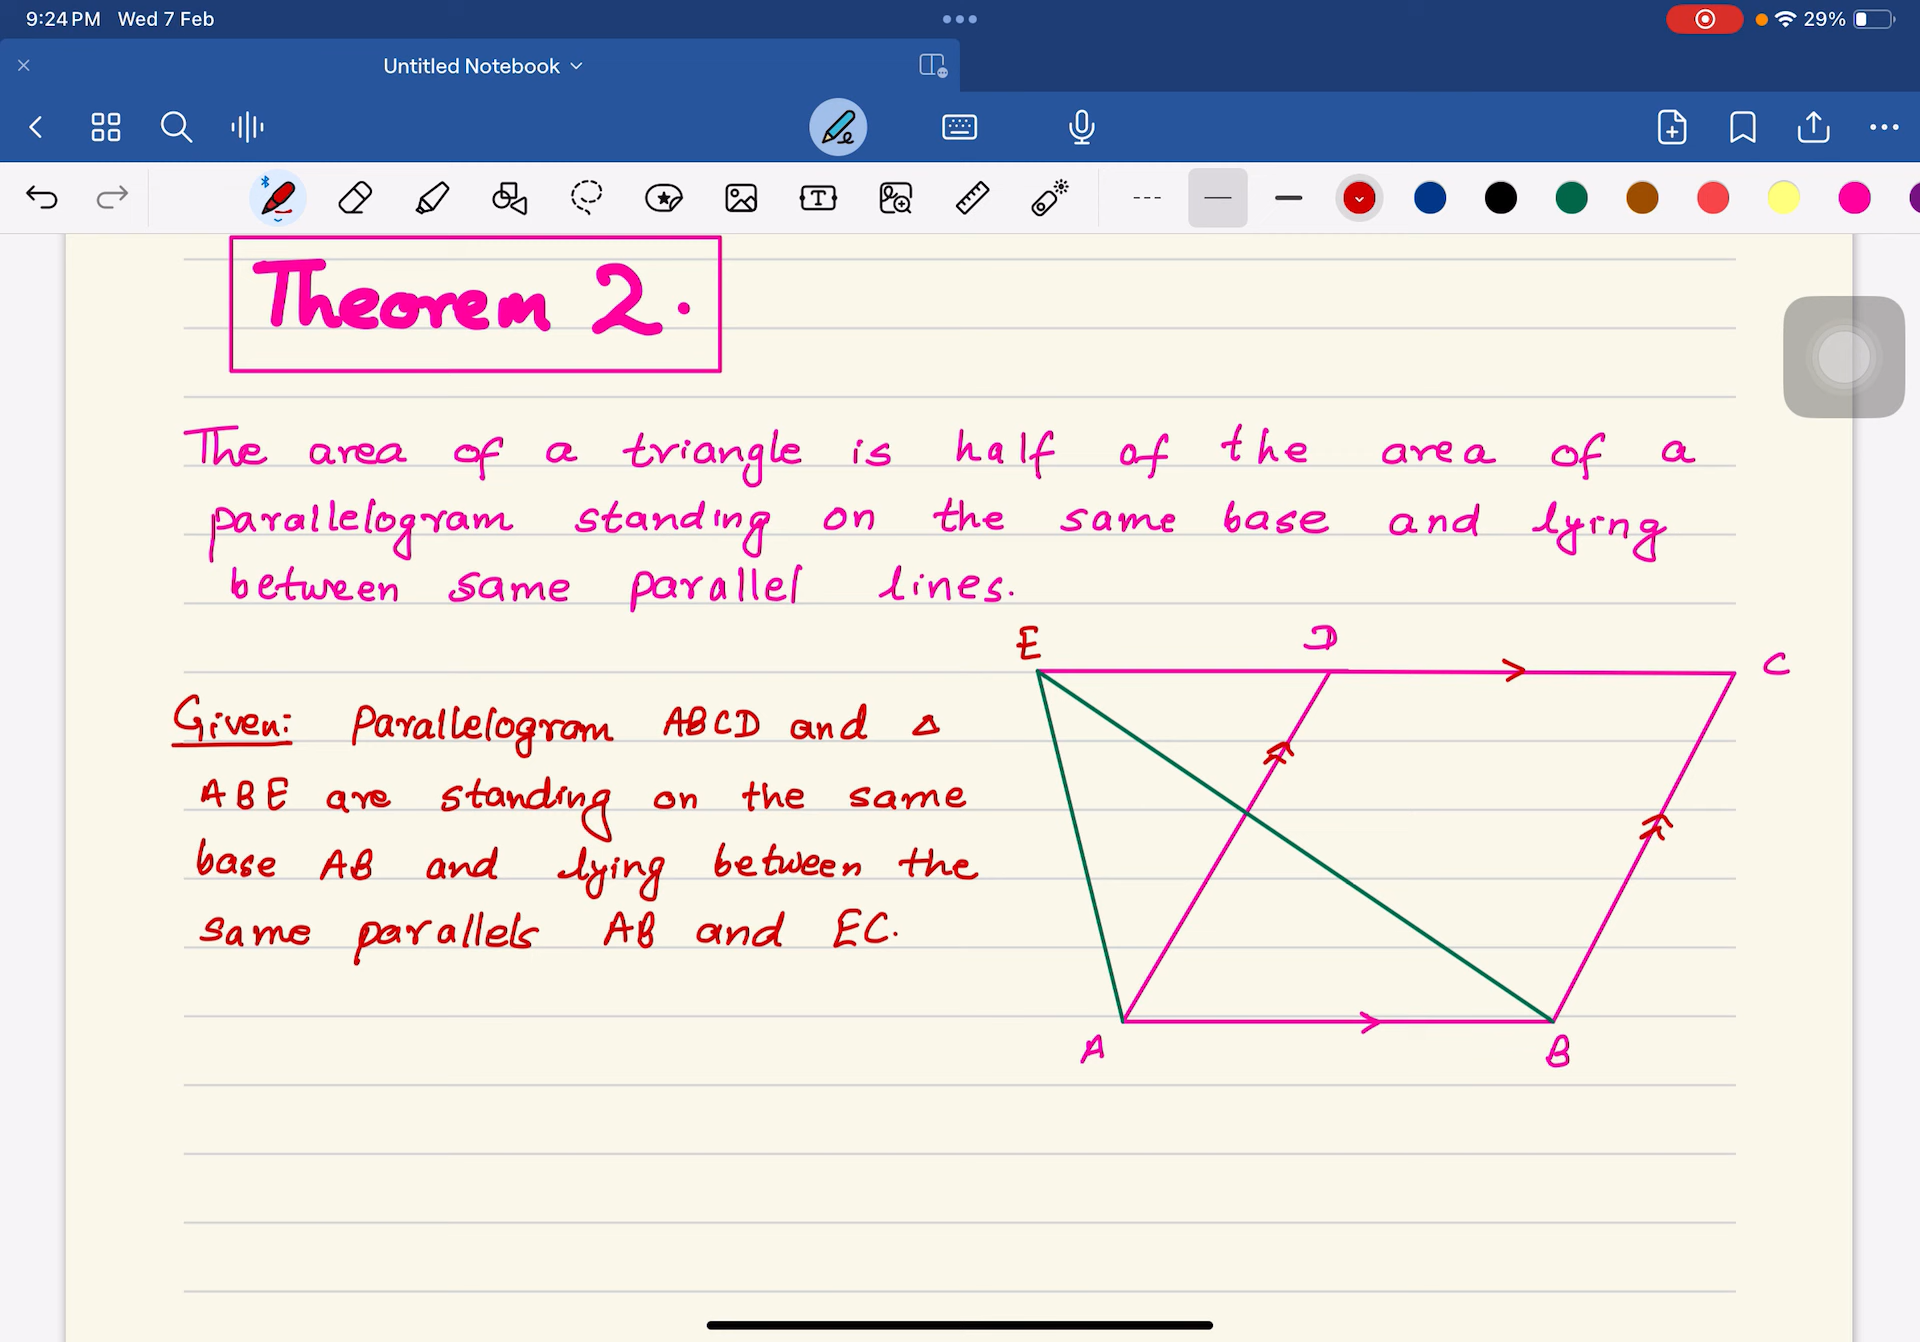 9:24 PM Wed 7 Feb
29%
Untitled Notebook
Theorem 2.
The area of a triangle is half of the area of a
parallelogram standing on the same base and lying
between same parallel lines.
E D C
Given: Parallelogram ABCD and Δ
ABE are standing on the same
base AB and lying between the
same parallels AB and EC.
A B